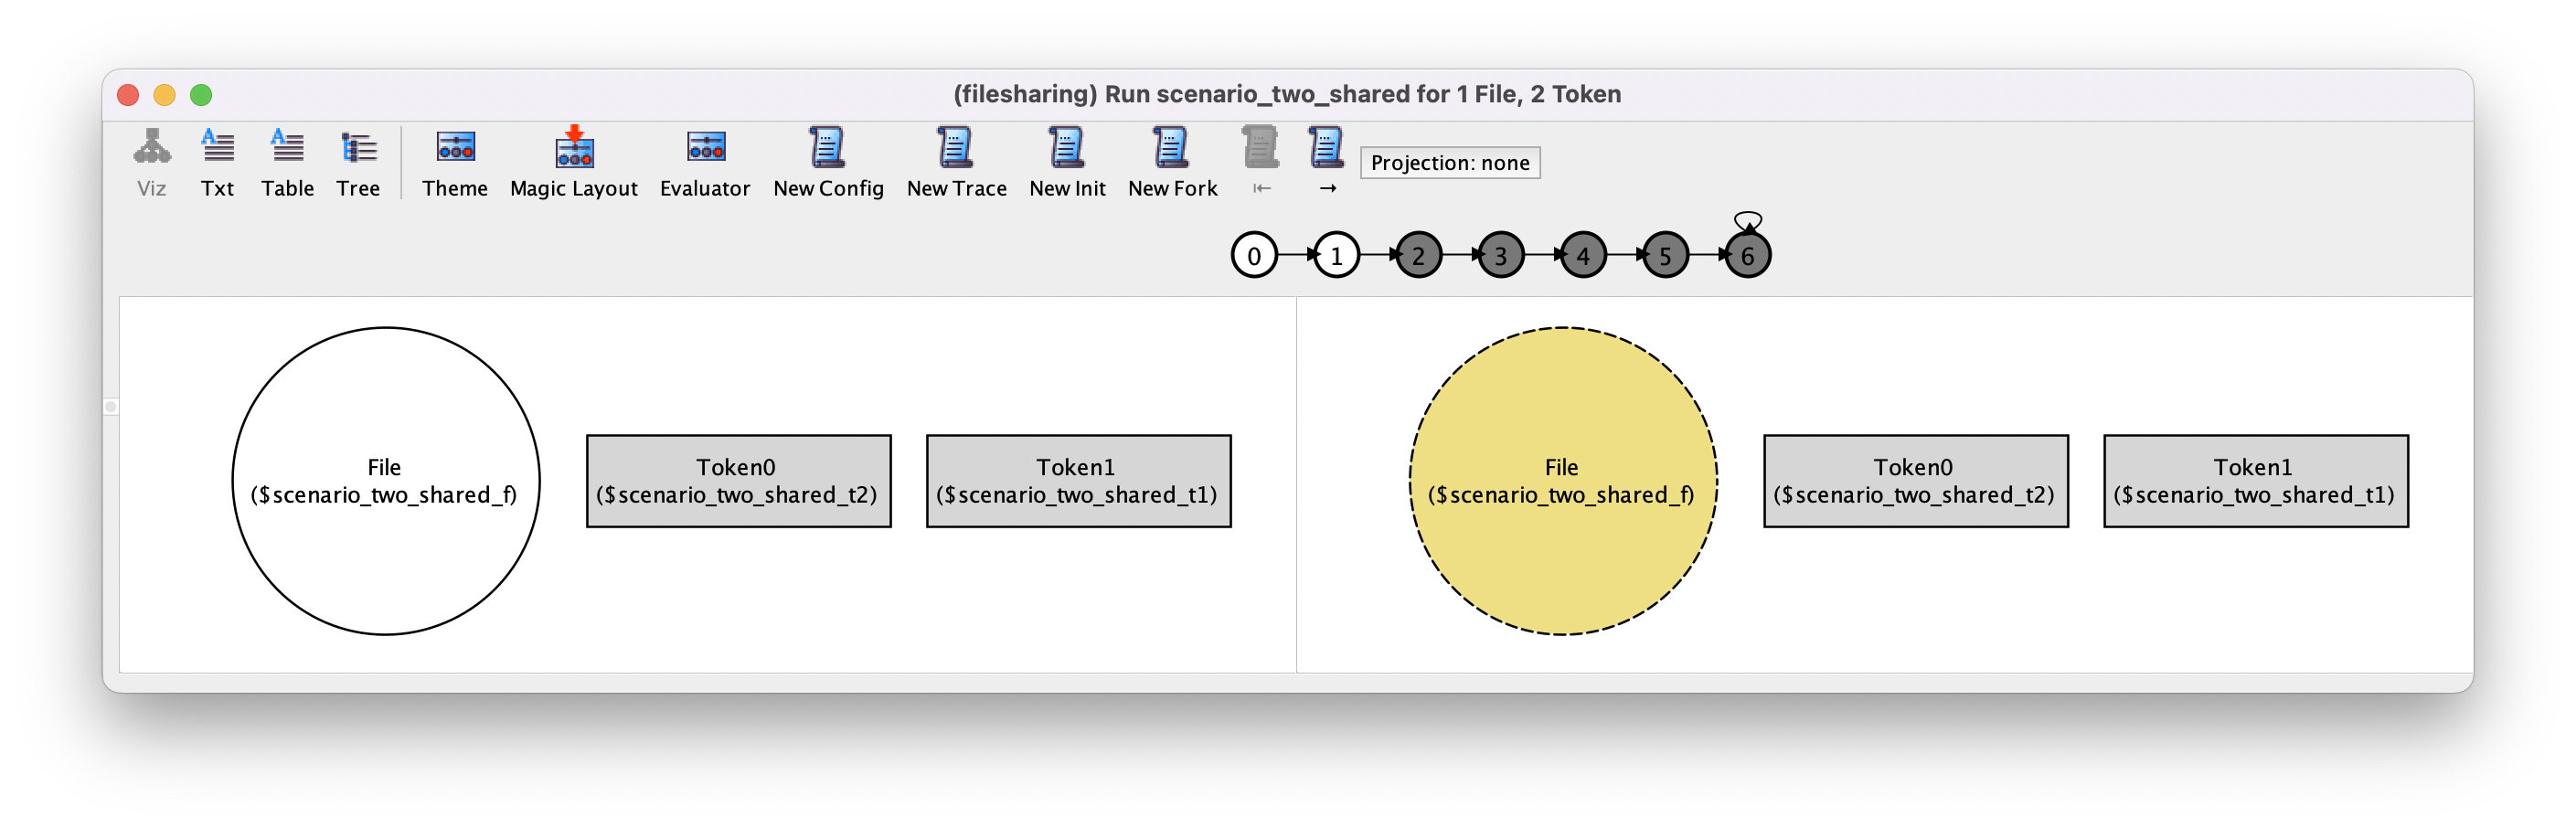 (filesharing) Run scenario_two_shared for 1 File, 2 Token
Viz Txt Table Tree Theme Magic Layout Evaluator New Config New Trace New Init New Fork Projection: none
0 1 2 3 4 5 6
File
($scenario_two_shared_f)
Token0
($scenario_two_shared_t2)
Token1
($scenario_two_shared_t1)
File
($scenario_two_shared_f)
Token0
($scenario_two_shared_t2)
Token1
($scenario_two_shared_t1)